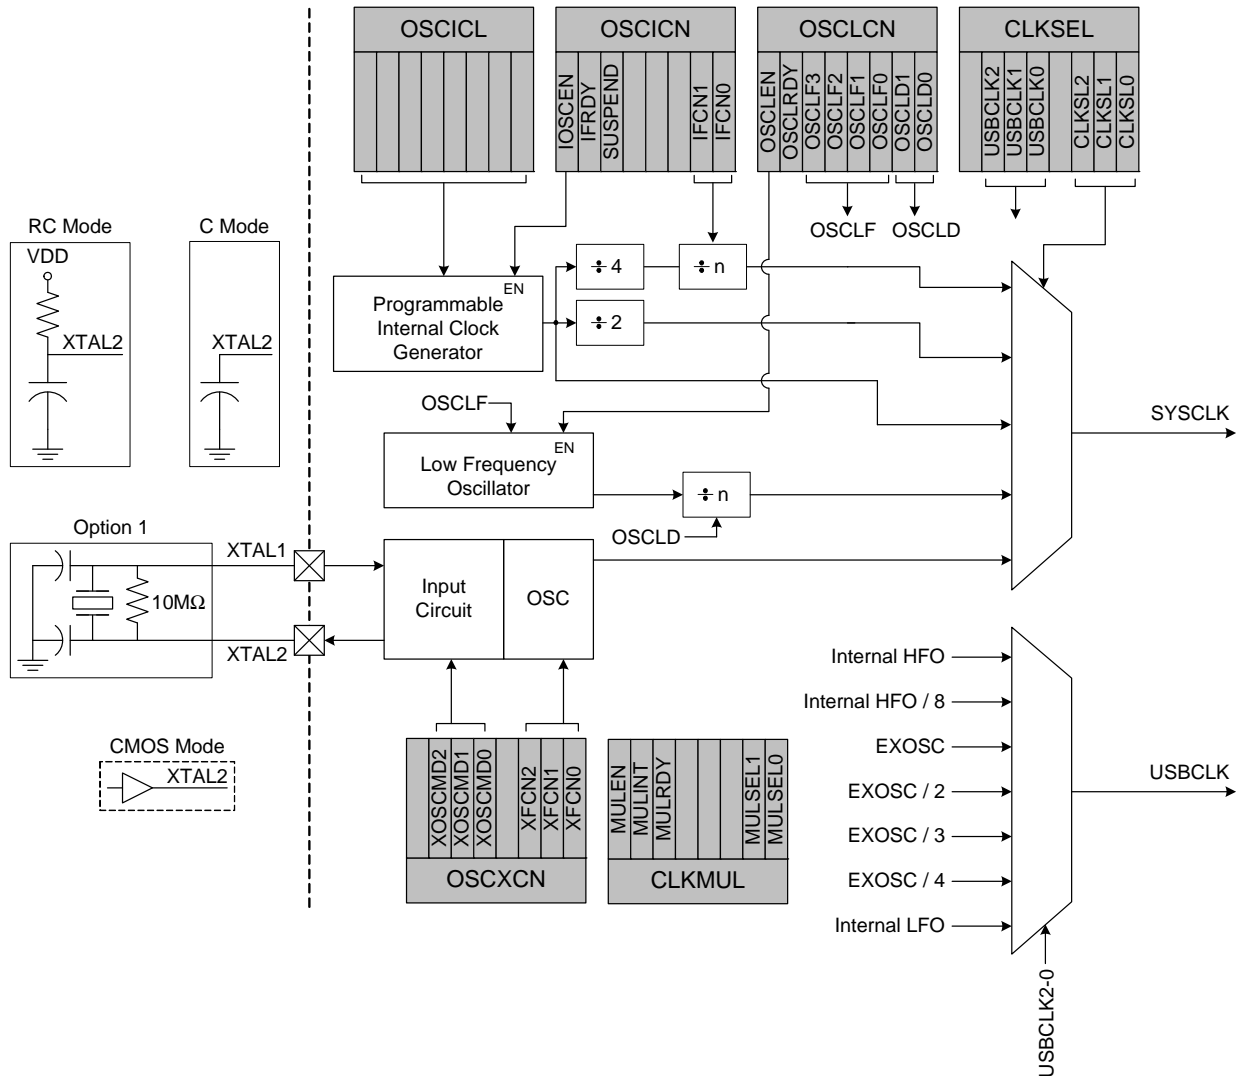 OSCICL
OSCICN
OSCLCN
CLKSEL
IOSCEN
IFRDY
SUSPEND
IFCN1
IFCN0
OSCLEN
OSCLRDY
OSCLF3
OSCLF2
OSCLF1
OSCLF0
OSCLD1
OSCLD0
USBCLK2
USBCLK1
USBCLK0
CLKSL2
CLKSL1
CLKSL0
RC Mode
VDD
XTAL2
C Mode
XTAL2
OSCLF
OSCLD
EN
Programmable
Internal Clock
Generator
÷ 4
÷ n
÷ 2
OSCLF
EN
Low Frequency
Oscillator
÷ n
OSCLD
SYSCLK
Option 1
10MΩ
XTAL1
XTAL2
Input
Circuit
OSC
CMOS Mode
XTAL2
XOSCMD2
XOSCMD1
XOSCMD0
XFCN2
XFCN1
XFCN0
OSCXCN
MULEN
MULINT
MULRDY
MULSEL1
MULSEL0
CLKMUL
Internal HFO
Internal HFO / 8
EXOSC
EXOSC / 2
EXOSC / 3
EXOSC / 4
Internal LFO
USBCLK
USBCLK2-0